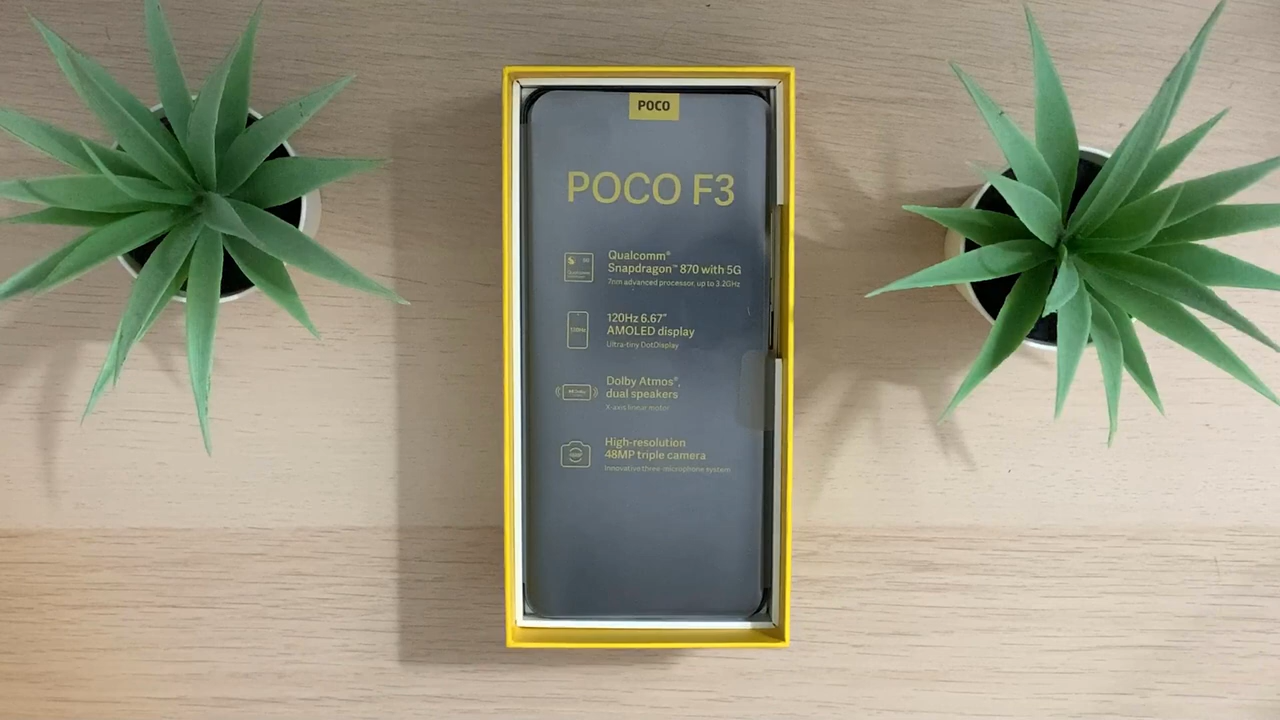 POCO
POCO F3
Qualcomm®
Snapdragon™ 870 with 5G
7nm advanced processor, up to 3.2GHz
120Hz
120Hz 6.67"
AMOLED display
Ultra-tiny DotDisplay
Dolby Atmos®,
dual speakers
X-axis linear motor
High-resolution
48MP triple camera
Innovative three-microphone system